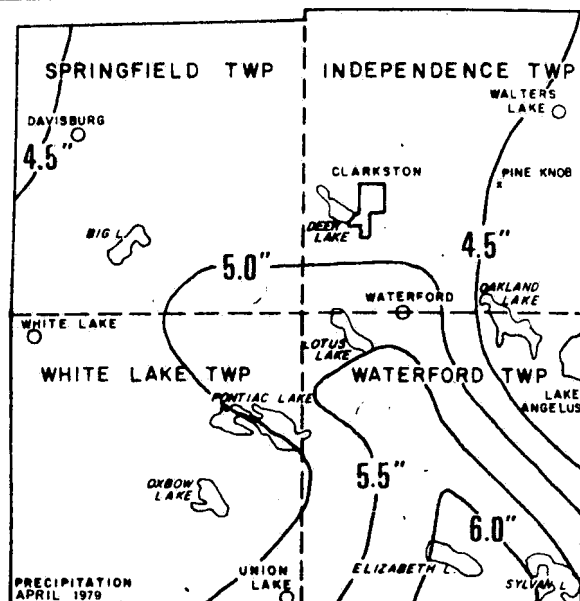 SPRINGFIELD TWP
INDEPENDENCE TWP
WALTERS
LAKE
DAVISBURG
4.5"
CLARKSTON
PINE KNOB
DEER
LAKE
BIG L.
4.5"
5.0"
OAKLAND
LAKE
WATERFORD
WHITE LAKE
LOTUS
LAKE
WHITE LAKE TWP
WATERFORD TWP
LAKE
ANGELUS
PONTIAC LAKE
5.5"
OXBOW
LAKE
6.0"
UNION
LAKE
ELIZABETH L.
SYLVAN L.
PRECIPITATION
APRIL 1979